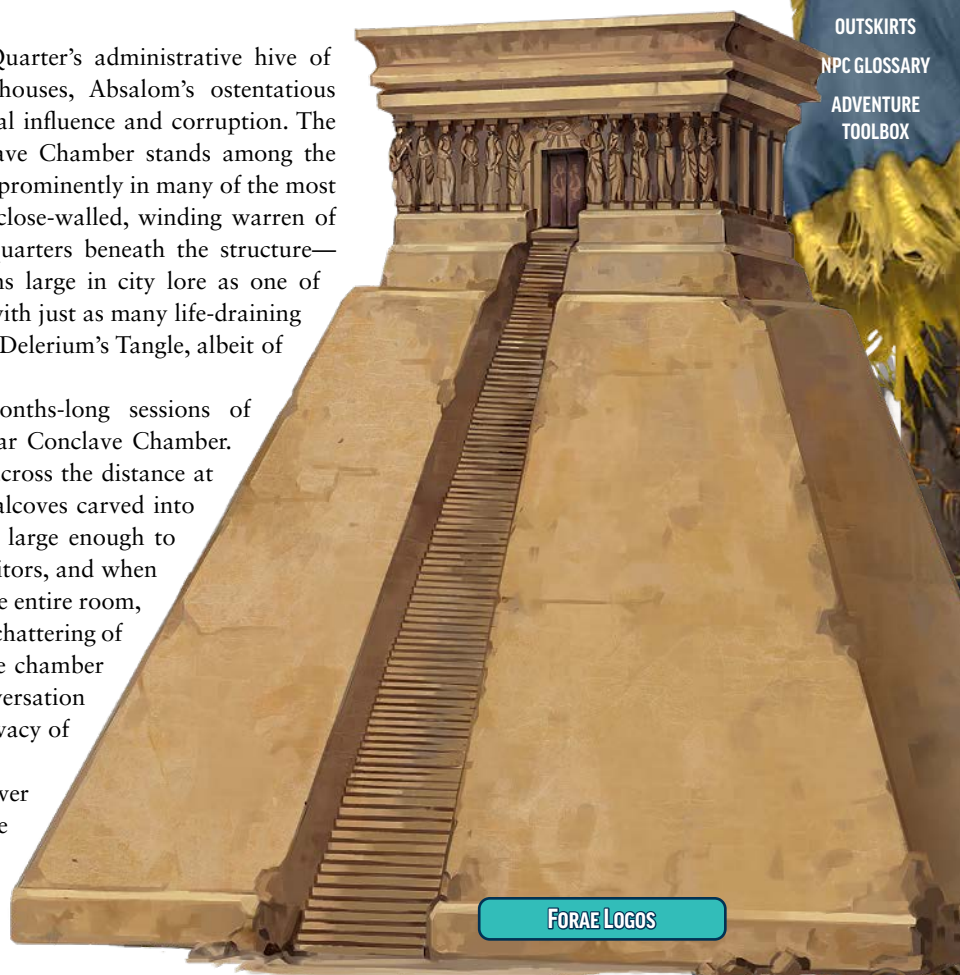 Quarter's administrative hive of
houses, Absalom's ostentatious
al influence and corruption. The
ave Chamber stands among the
prominently in many of the most
close-walled, winding warren of
uarters beneath the structure—
ns large in city lore as one of
with just as many life-draining
Delerium's Tangle, albeit of
onths-long sessions of
ar Conclave Chamber.
cross the distance at
alcoves carved into
large enough to
itors, and when
e entire room,
chattering of
e chamber
versation
vacy of
ver
e
OUTSKIRTS
NPC GLOSSARY
ADVENTURE
TOOLBOX
FORAE LOGOS